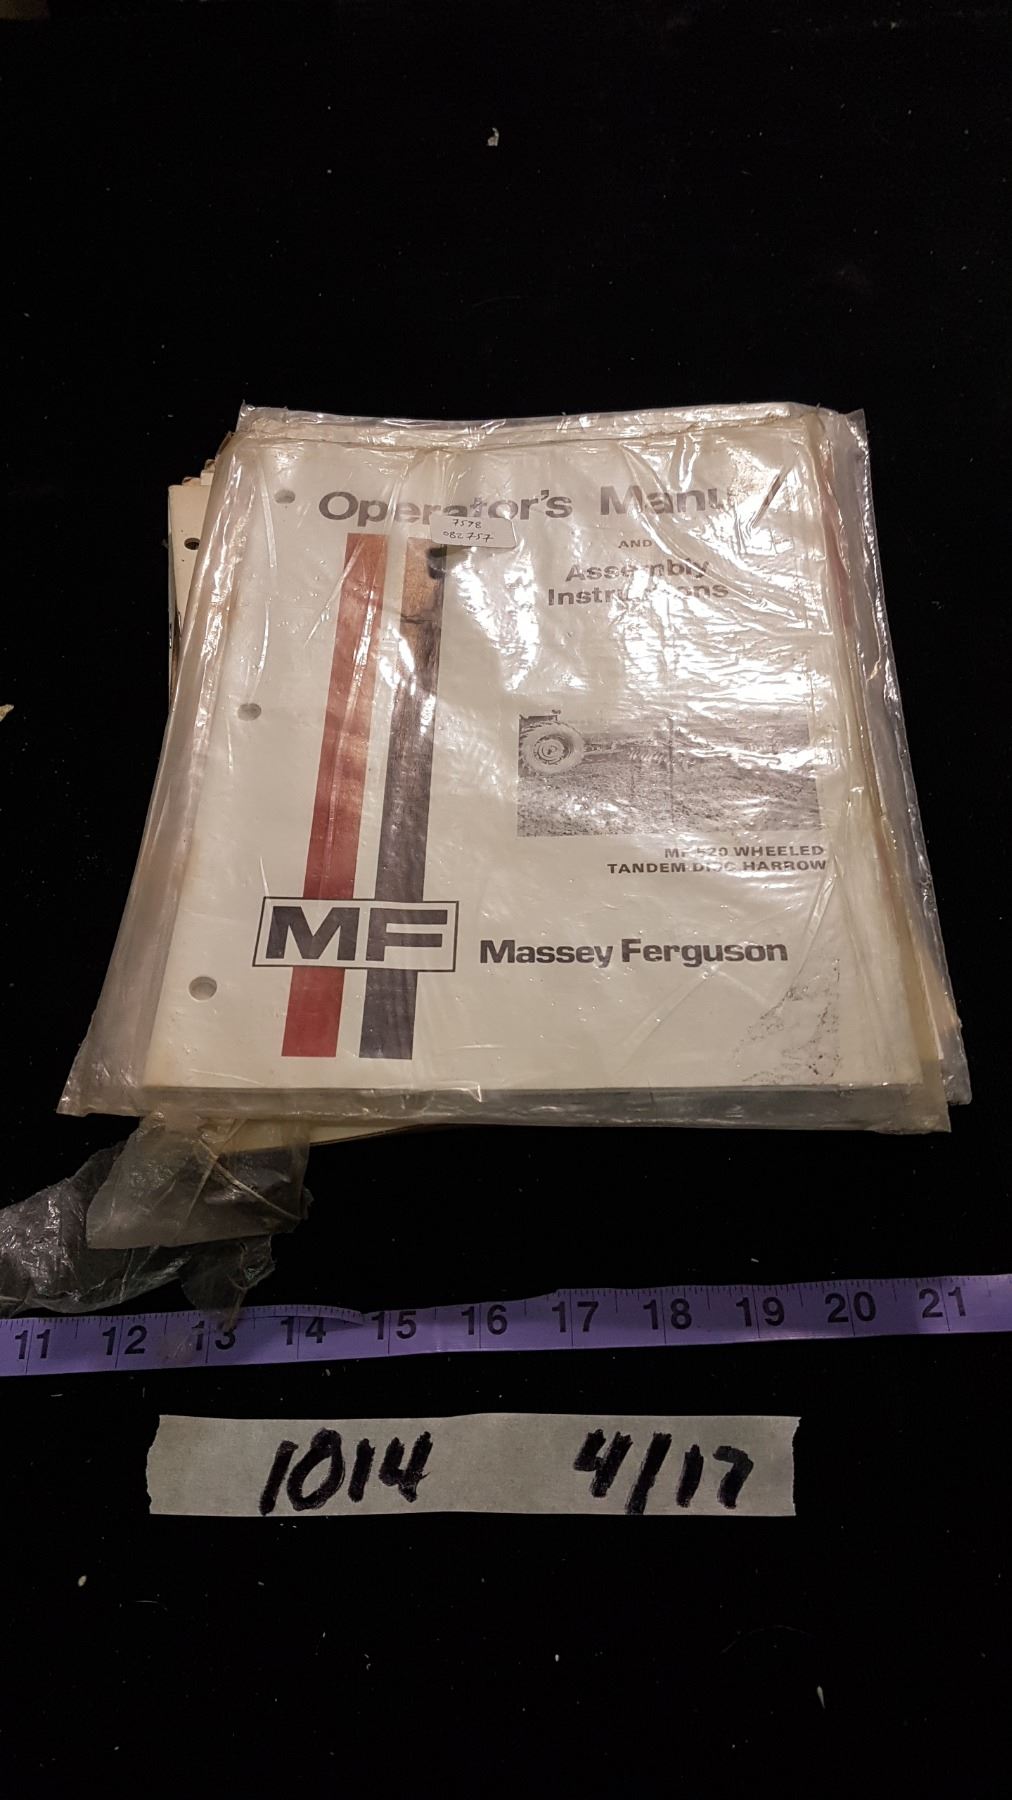 Operator's Manu
7578
082757
AND
Assembly
Instructions
MF 520 WHEELED
TANDEM DISC HARROW
MF
Massey Ferguson
11 12 13 14 15 16 17 18 19 20 21
1014 4/17